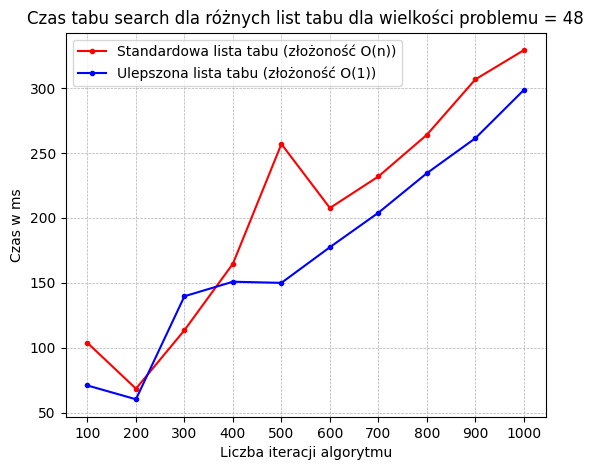 Czas tabu search dla różnych list tabu dla wielkości problemu = 48
Standardowa lista tabu (złożoność O(n))
Ulepszona lista tabu (złożoność O(1))
300
250
200
150
100
50
Czas w ms
100 200 300 400 500 600 700 800 900 1000
Liczba iteracji algorytmu